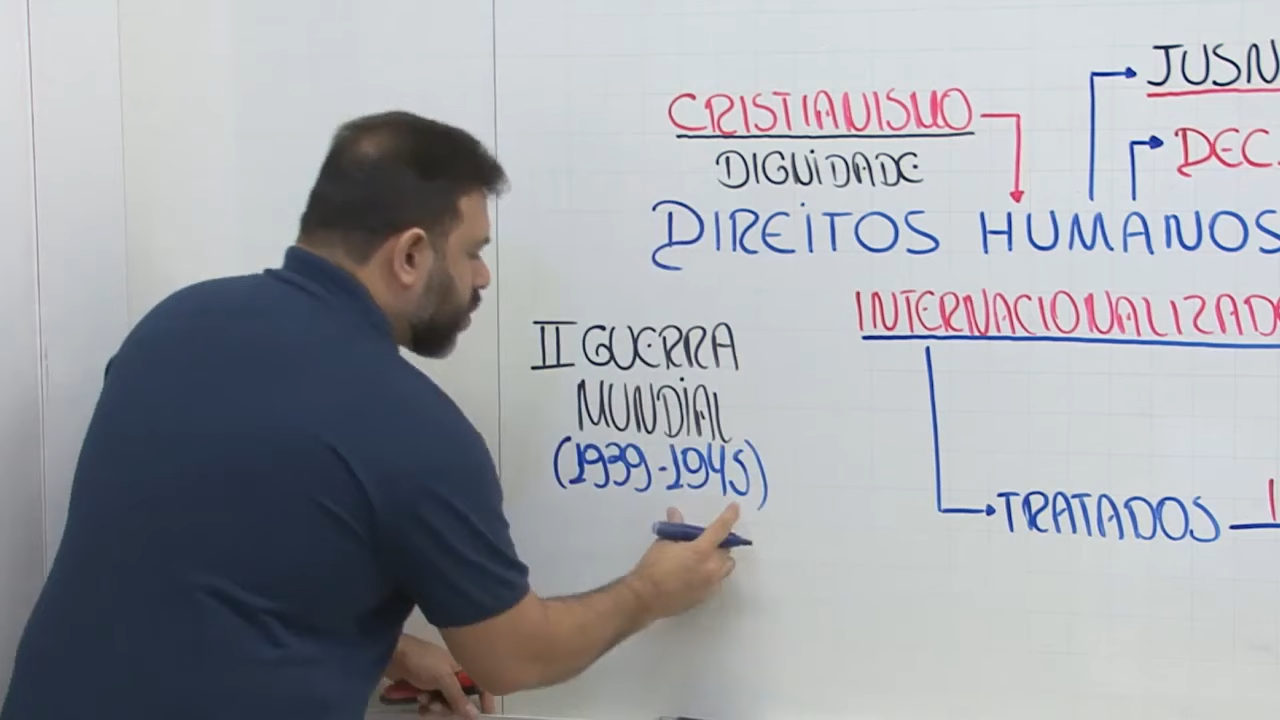 JUSN
CRISTIANISMO
DEC.
DIGNIDADE
DIREITOS HUMANOS
INTERNACIONALIZAD
II GUERRA
MUNDIAL
(1939-1945)
TRATADOS